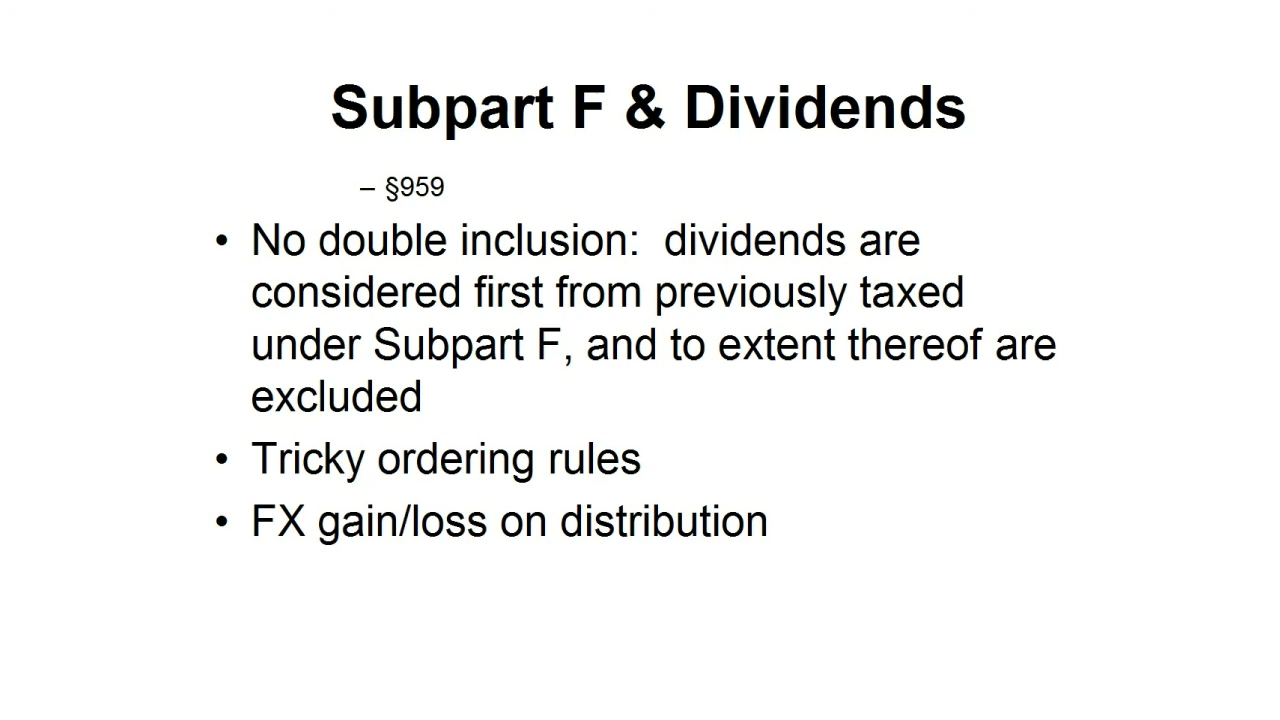 Subpart F & Dividends
– §959
• No double inclusion:  dividends are
considered first from previously taxed
under Subpart F, and to extent thereof are
excluded
• Tricky ordering rules
• FX gain/loss on distribution